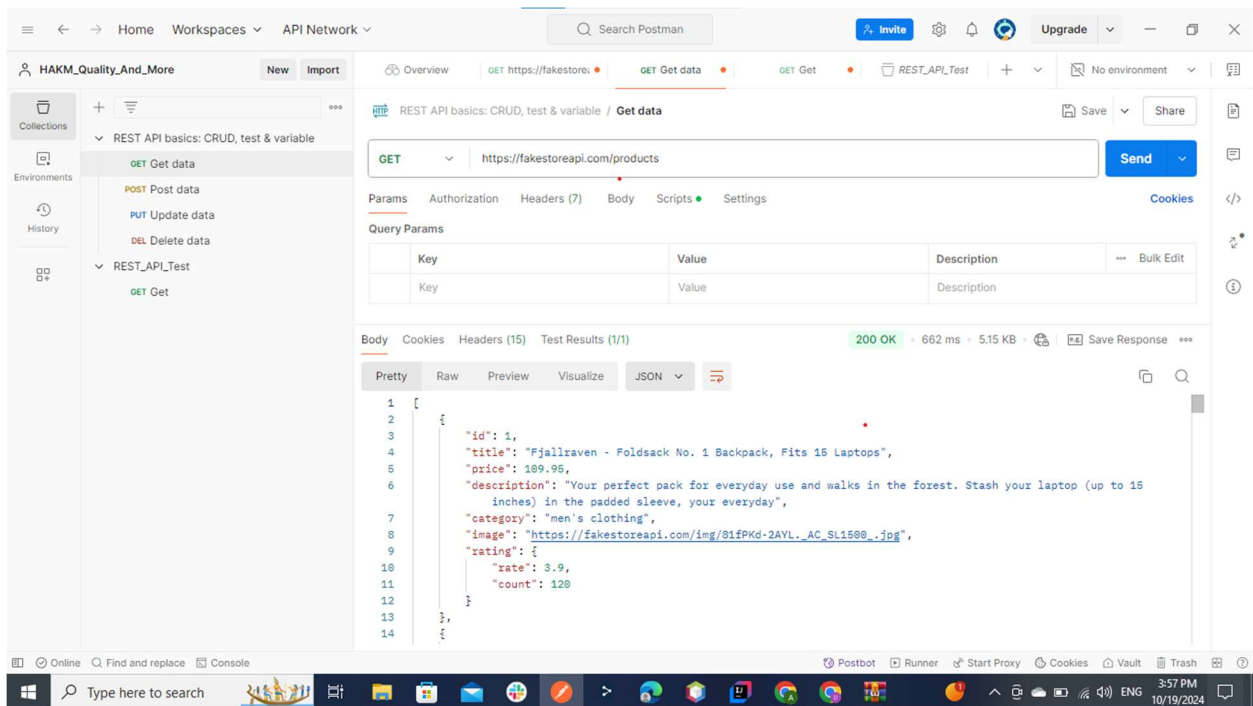 Home Workspaces API Network Search Postman Invite Upgrade
HAKM_Quality_And_More New Import Overview GET https://fakestore GET Get data GET Get REST_API_Test No environment
Collections
REST API basics: CRUD, test & variable / Get data Save Share
REST API basics: CRUD, test & variable
GET Get data
GET https://fakestoreapi.com/products Send
Environments
POST Post data
PUT Update data
Params Authorization Headers (7) Body Scripts Settings Cookies
History
DEL Delete data
Query Params
REST_API_Test
Key Value Description Bulk Edit
GET Get
Key Value Description
Body Cookies Headers (15) Test Results (1/1) 200 OK 662 ms 5.15 KB Save Response
Pretty Raw Preview Visualize JSON
1 [
2 {
3 "id": 1,
4 "title": "Fjallraven - Foldsack No. 1 Backpack, Fits 15 Laptops",
5 "price": 109.95,
6 "description": "Your perfect pack for everyday use and walks in the forest. Stash your laptop (up to 15
inches) in the padded sleeve, your everyday",
7 "category": "men's clothing",
8 "image": "https://fakestoreapi.com/img/81fPKd-2AYL._AC_SL1500_.jpg",
9 "rating": {
10 "rate": 3.9,
11 "count": 120
12 }
13 },
14 {
Online Find and replace Console Postbot Runner Start Proxy Cookies Vault Trash
Type here to search ENG 3:57 PM
10/19/2024